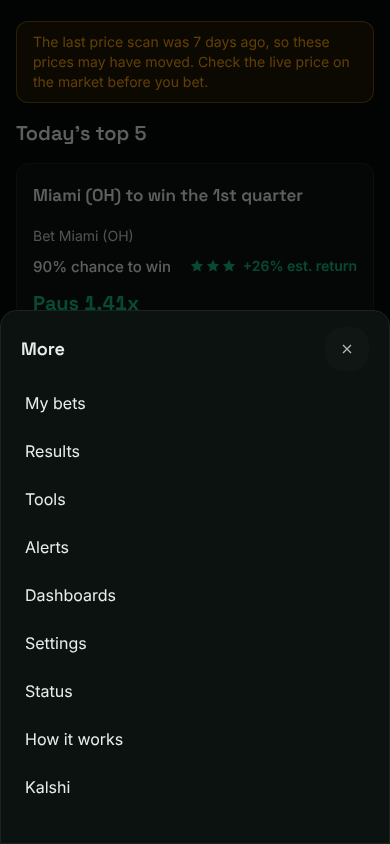 The last price scan was 7 days ago, so these
prices may have moved. Check the live price on
the market before you bet.
Today's top 5
Miami (OH) to win the 1st quarter
Bet Miami (OH)
90% chance to win ★★★ +26% est. return
Pays 1.41x
More
×
My bets
Results
Tools
Alerts
Dashboards
Settings
Status
How it works
Kalshi